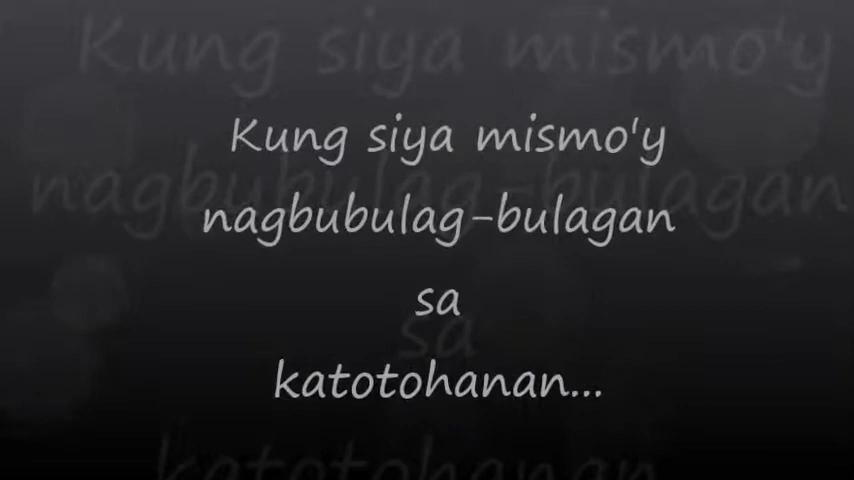 Kung siya mismo'y
nagbubulag-bulagan
sa
katotohanan...